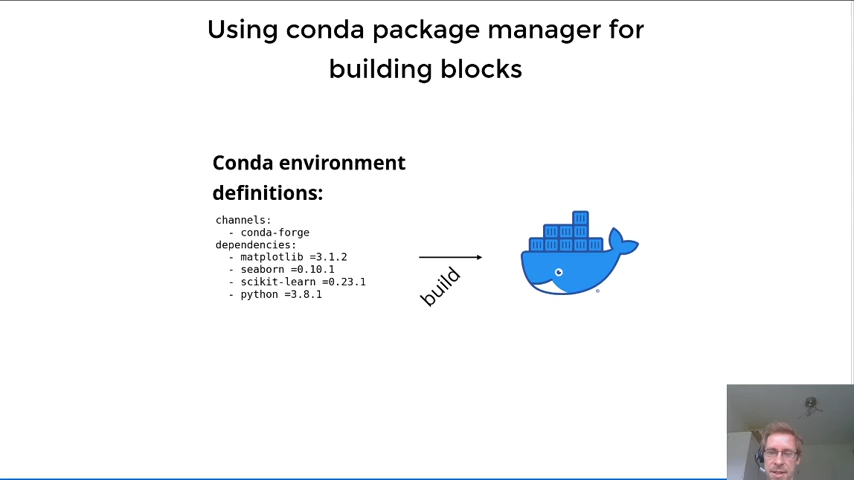 Using conda package manager for
building blocks
Conda environment
definitions:
channels:
  - conda-forge
dependencies:
  - matplotlib =3.1.2
  - seaborn =0.10.1
  - scikit-learn =0.23.1
  - python =3.8.1
build